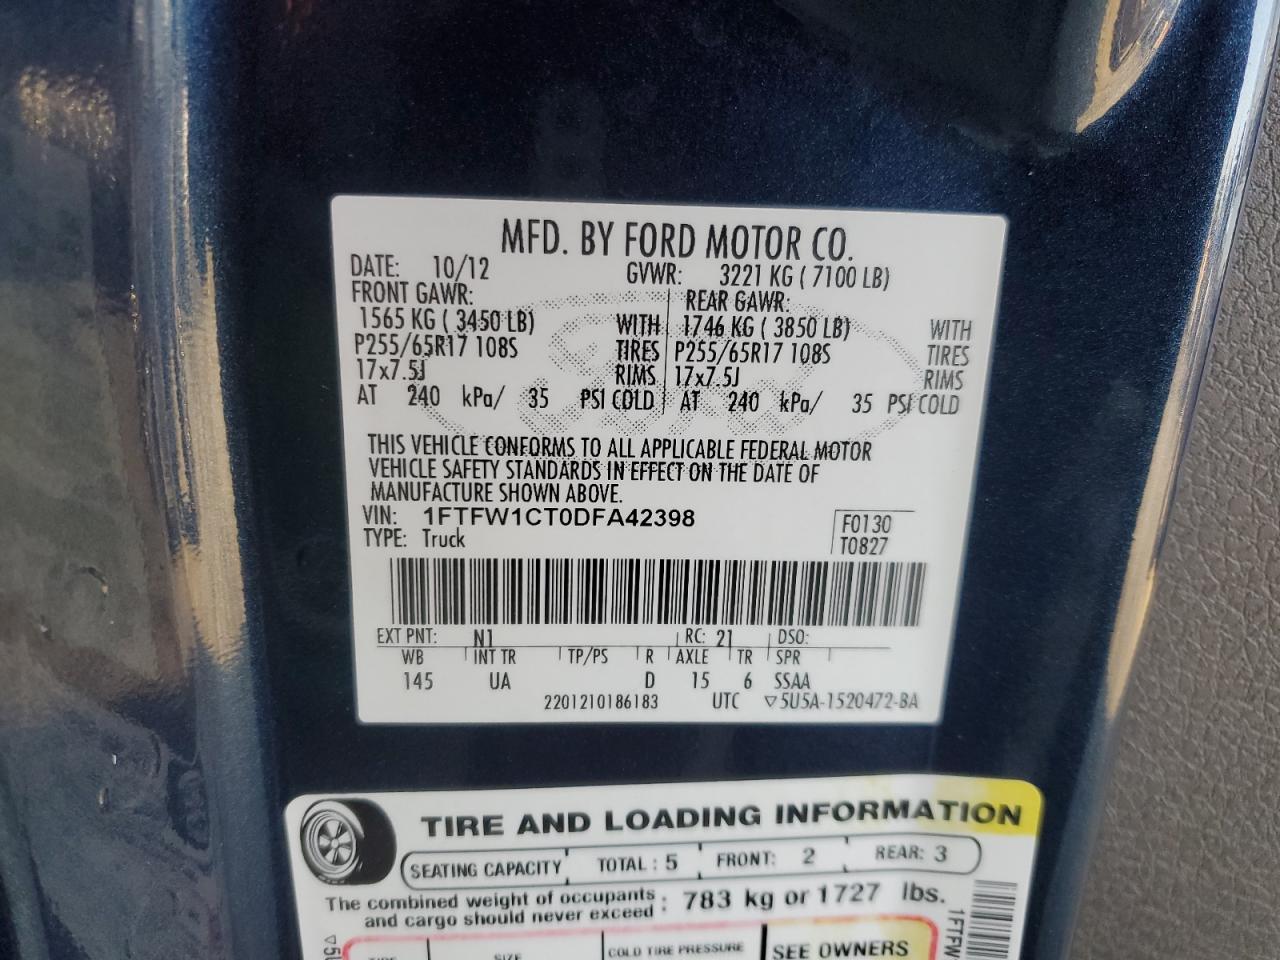 MFD. BY FORD MOTOR CO.
DATE: 10/12 GVWR: 3221 KG ( 7100 LB)
FRONT GAWR: REAR GAWR:
1565 KG ( 3450 LB) WITH 1746 KG ( 3850 LB) WITH
P255/65R17 108S TIRES P255/65R17 108S TIRES
17x7.5J RIMS 17x7.5J RIMS
AT 240 kPa/ 35 PSI COLD AT 240 kPa/ 35 PSI COLD
THIS VEHICLE CONFORMS TO ALL APPLICABLE FEDERAL MOTOR
VEHICLE SAFETY STANDARDS IN EFFECT ON THE DATE OF
MANUFACTURE SHOWN ABOVE.
VIN: 1FTFW1CT0DFA42398 F0130
TYPE: Truck T0827
EXT PNT: N1 RC: 21 DSO:
WB INT TR TP/PS R AXLE TR SPR
145 UA D 15 6 SSAA
2201210186183 UTC ▽5U5A-1520472-BA
TIRE AND LOADING INFORMATION
SEATING CAPACITY TOTAL : 5 FRONT: 2 REAR: 3
The combined weight of occupants
and cargo should never exceed : 783 kg or 1727 lbs.
SIZE COLD TIRE PRESSURE SEE OWNERS
▽5U
1FTFW